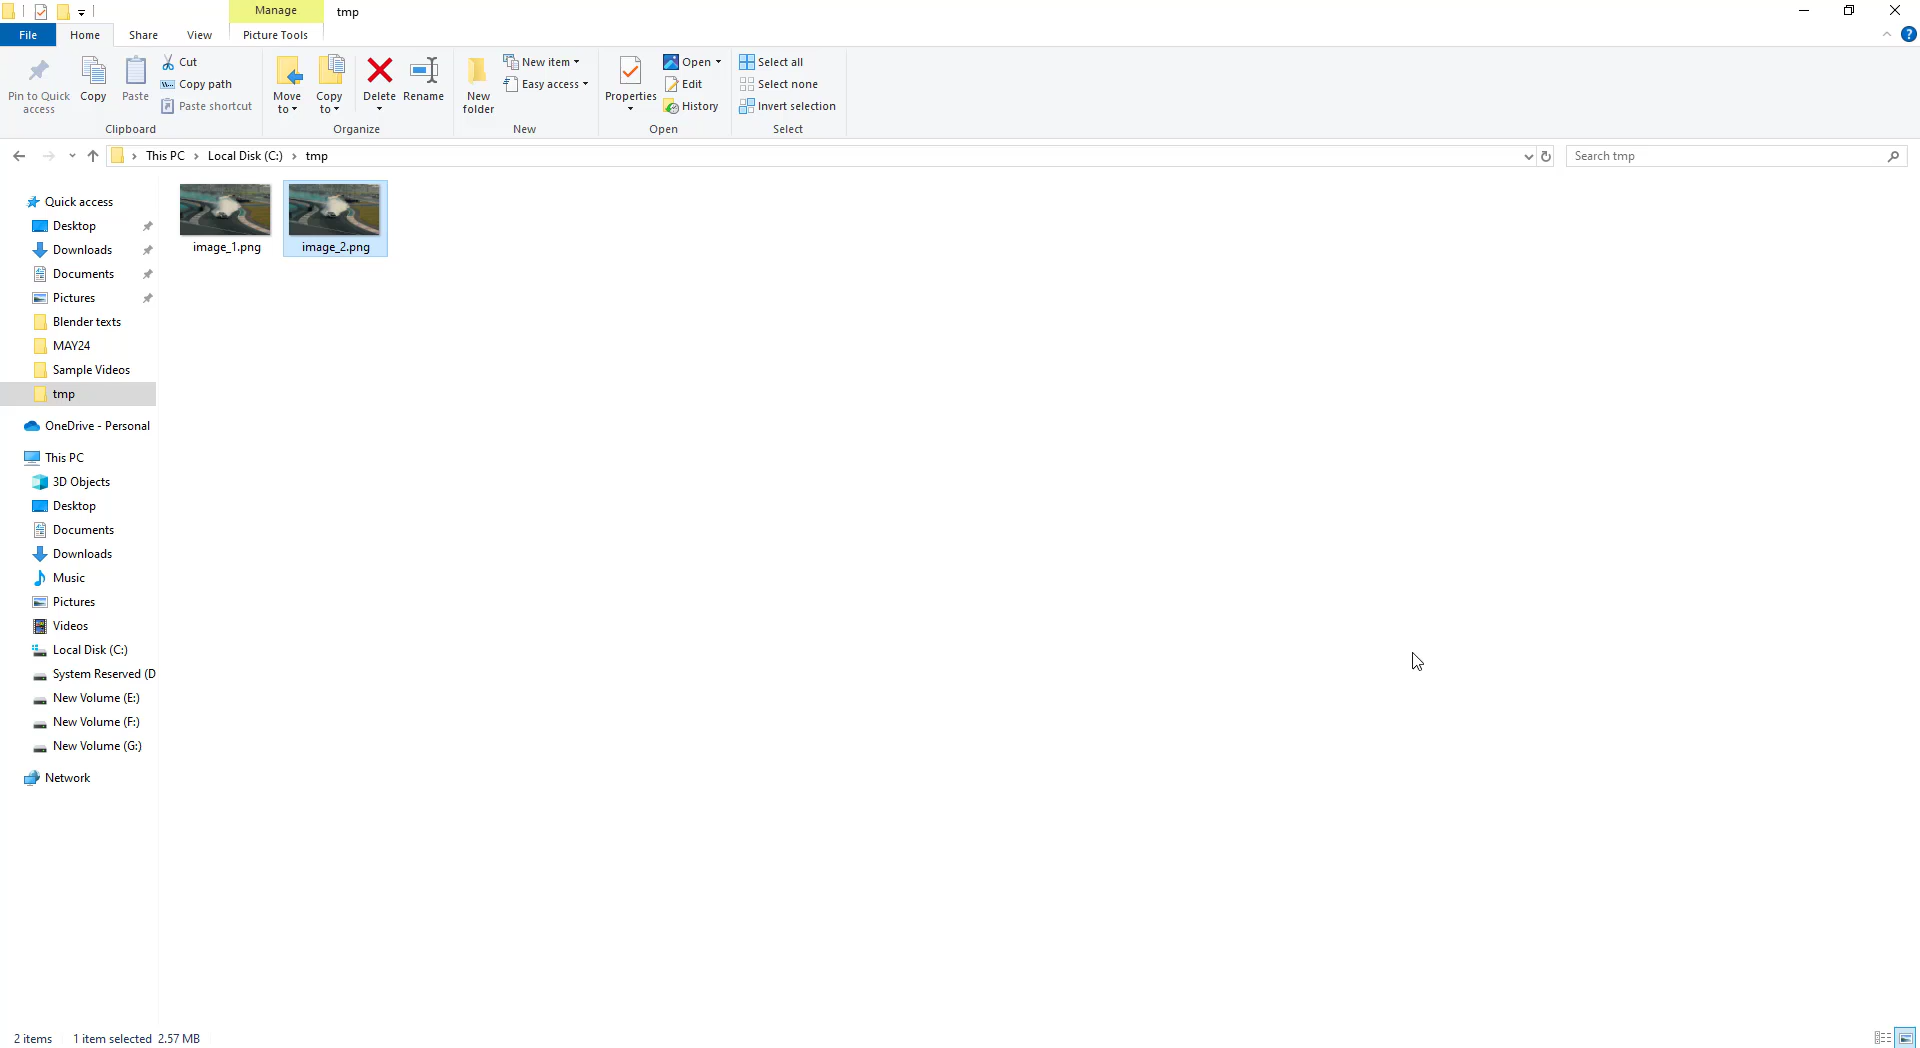 Manage
tmp
File
Home
Share
View
Picture Tools
Pin to Quick access
Copy
Paste
Cut
Copy path
Paste shortcut
Clipboard
Move to
Copy to
Delete
Rename
Organize
New folder
New item
Easy access
New
Properties
Open
Edit
History
Open
Select all
Select none
Invert selection
Select
This PC
Local Disk (C:)
tmp
Search tmp
Quick access
Desktop
Downloads
Documents
Pictures
Blender texts
MAY24
Sample Videos
tmp
OneDrive - Personal
This PC
3D Objects
Desktop
Documents
Downloads
Music
Pictures
Videos
Local Disk (C:)
System Reserved (D
New Volume (E:)
New Volume (F:)
New Volume (G:)
Network
image_1.png
image_2.png
2 items
1 item selected 2.57 MB